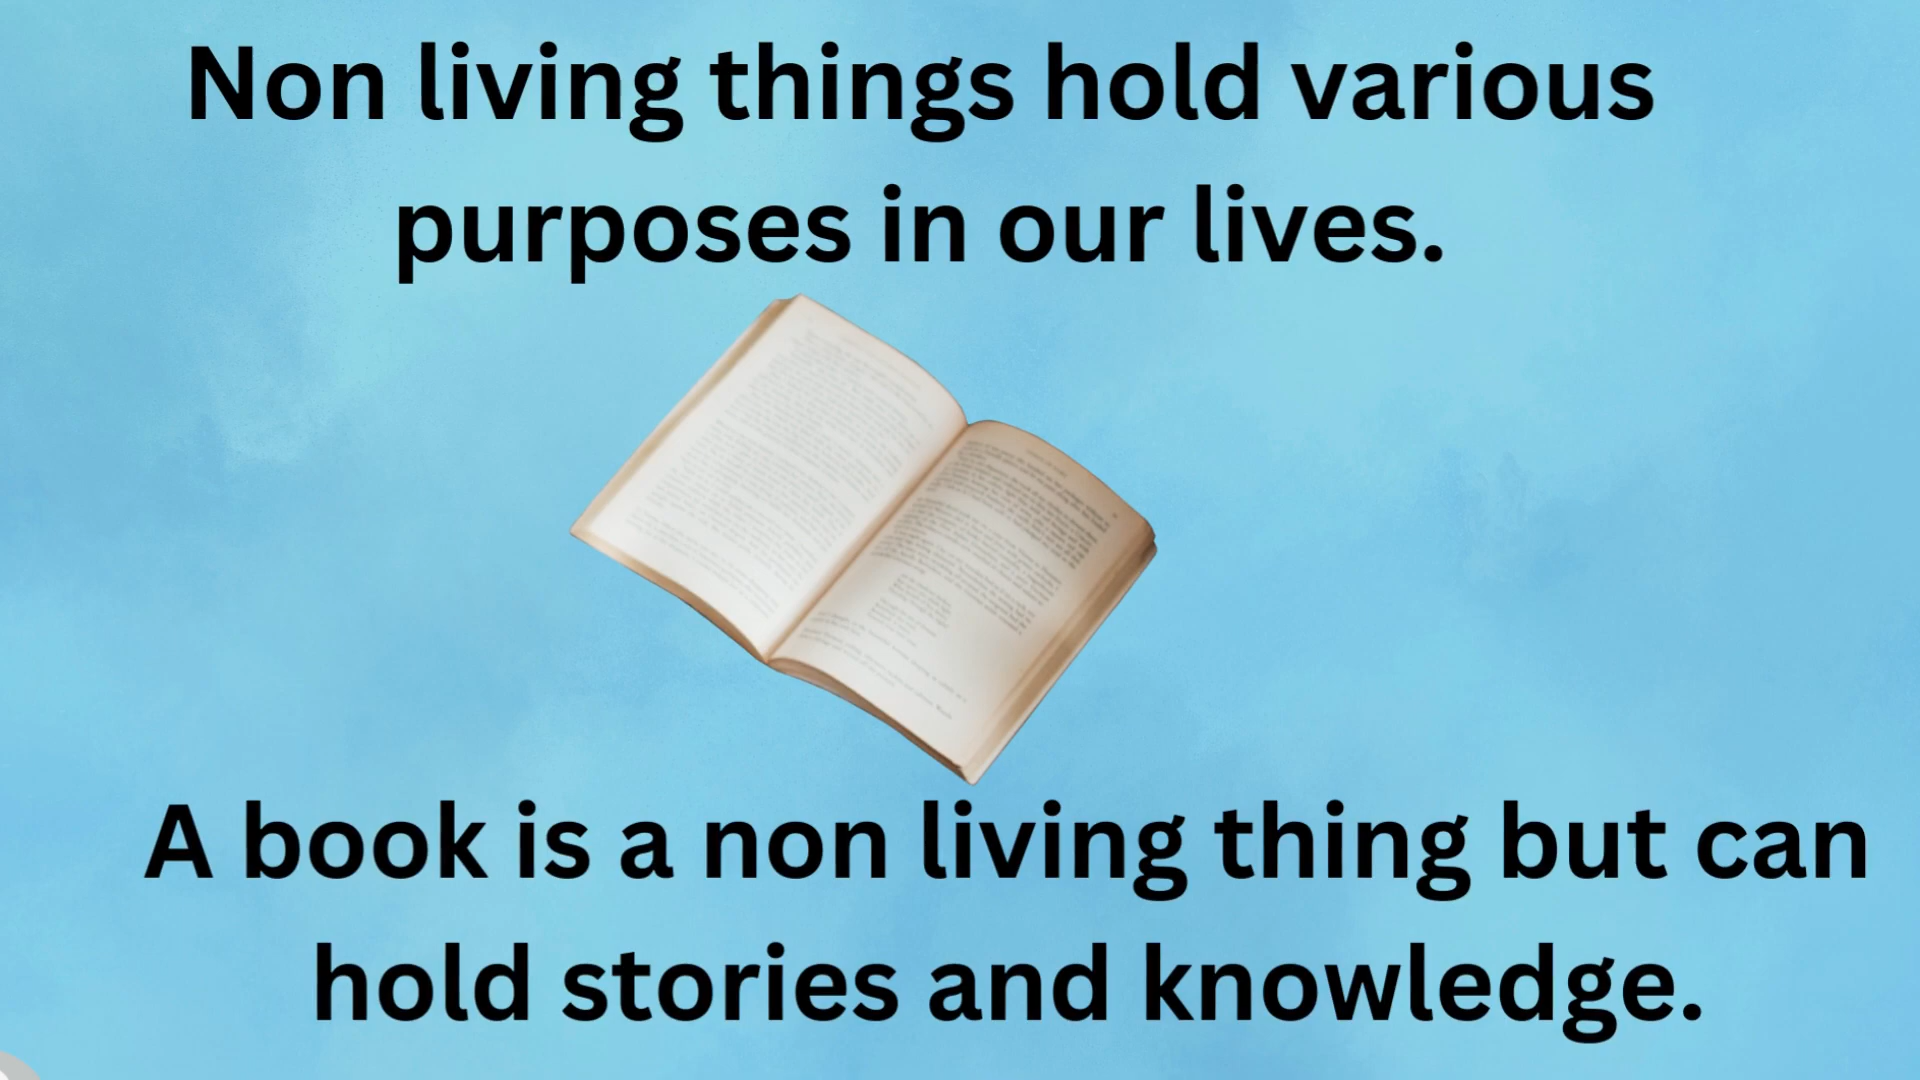 Non living things hold various
purposes in our lives.
A book is a non living thing but can
hold stories and knowledge.